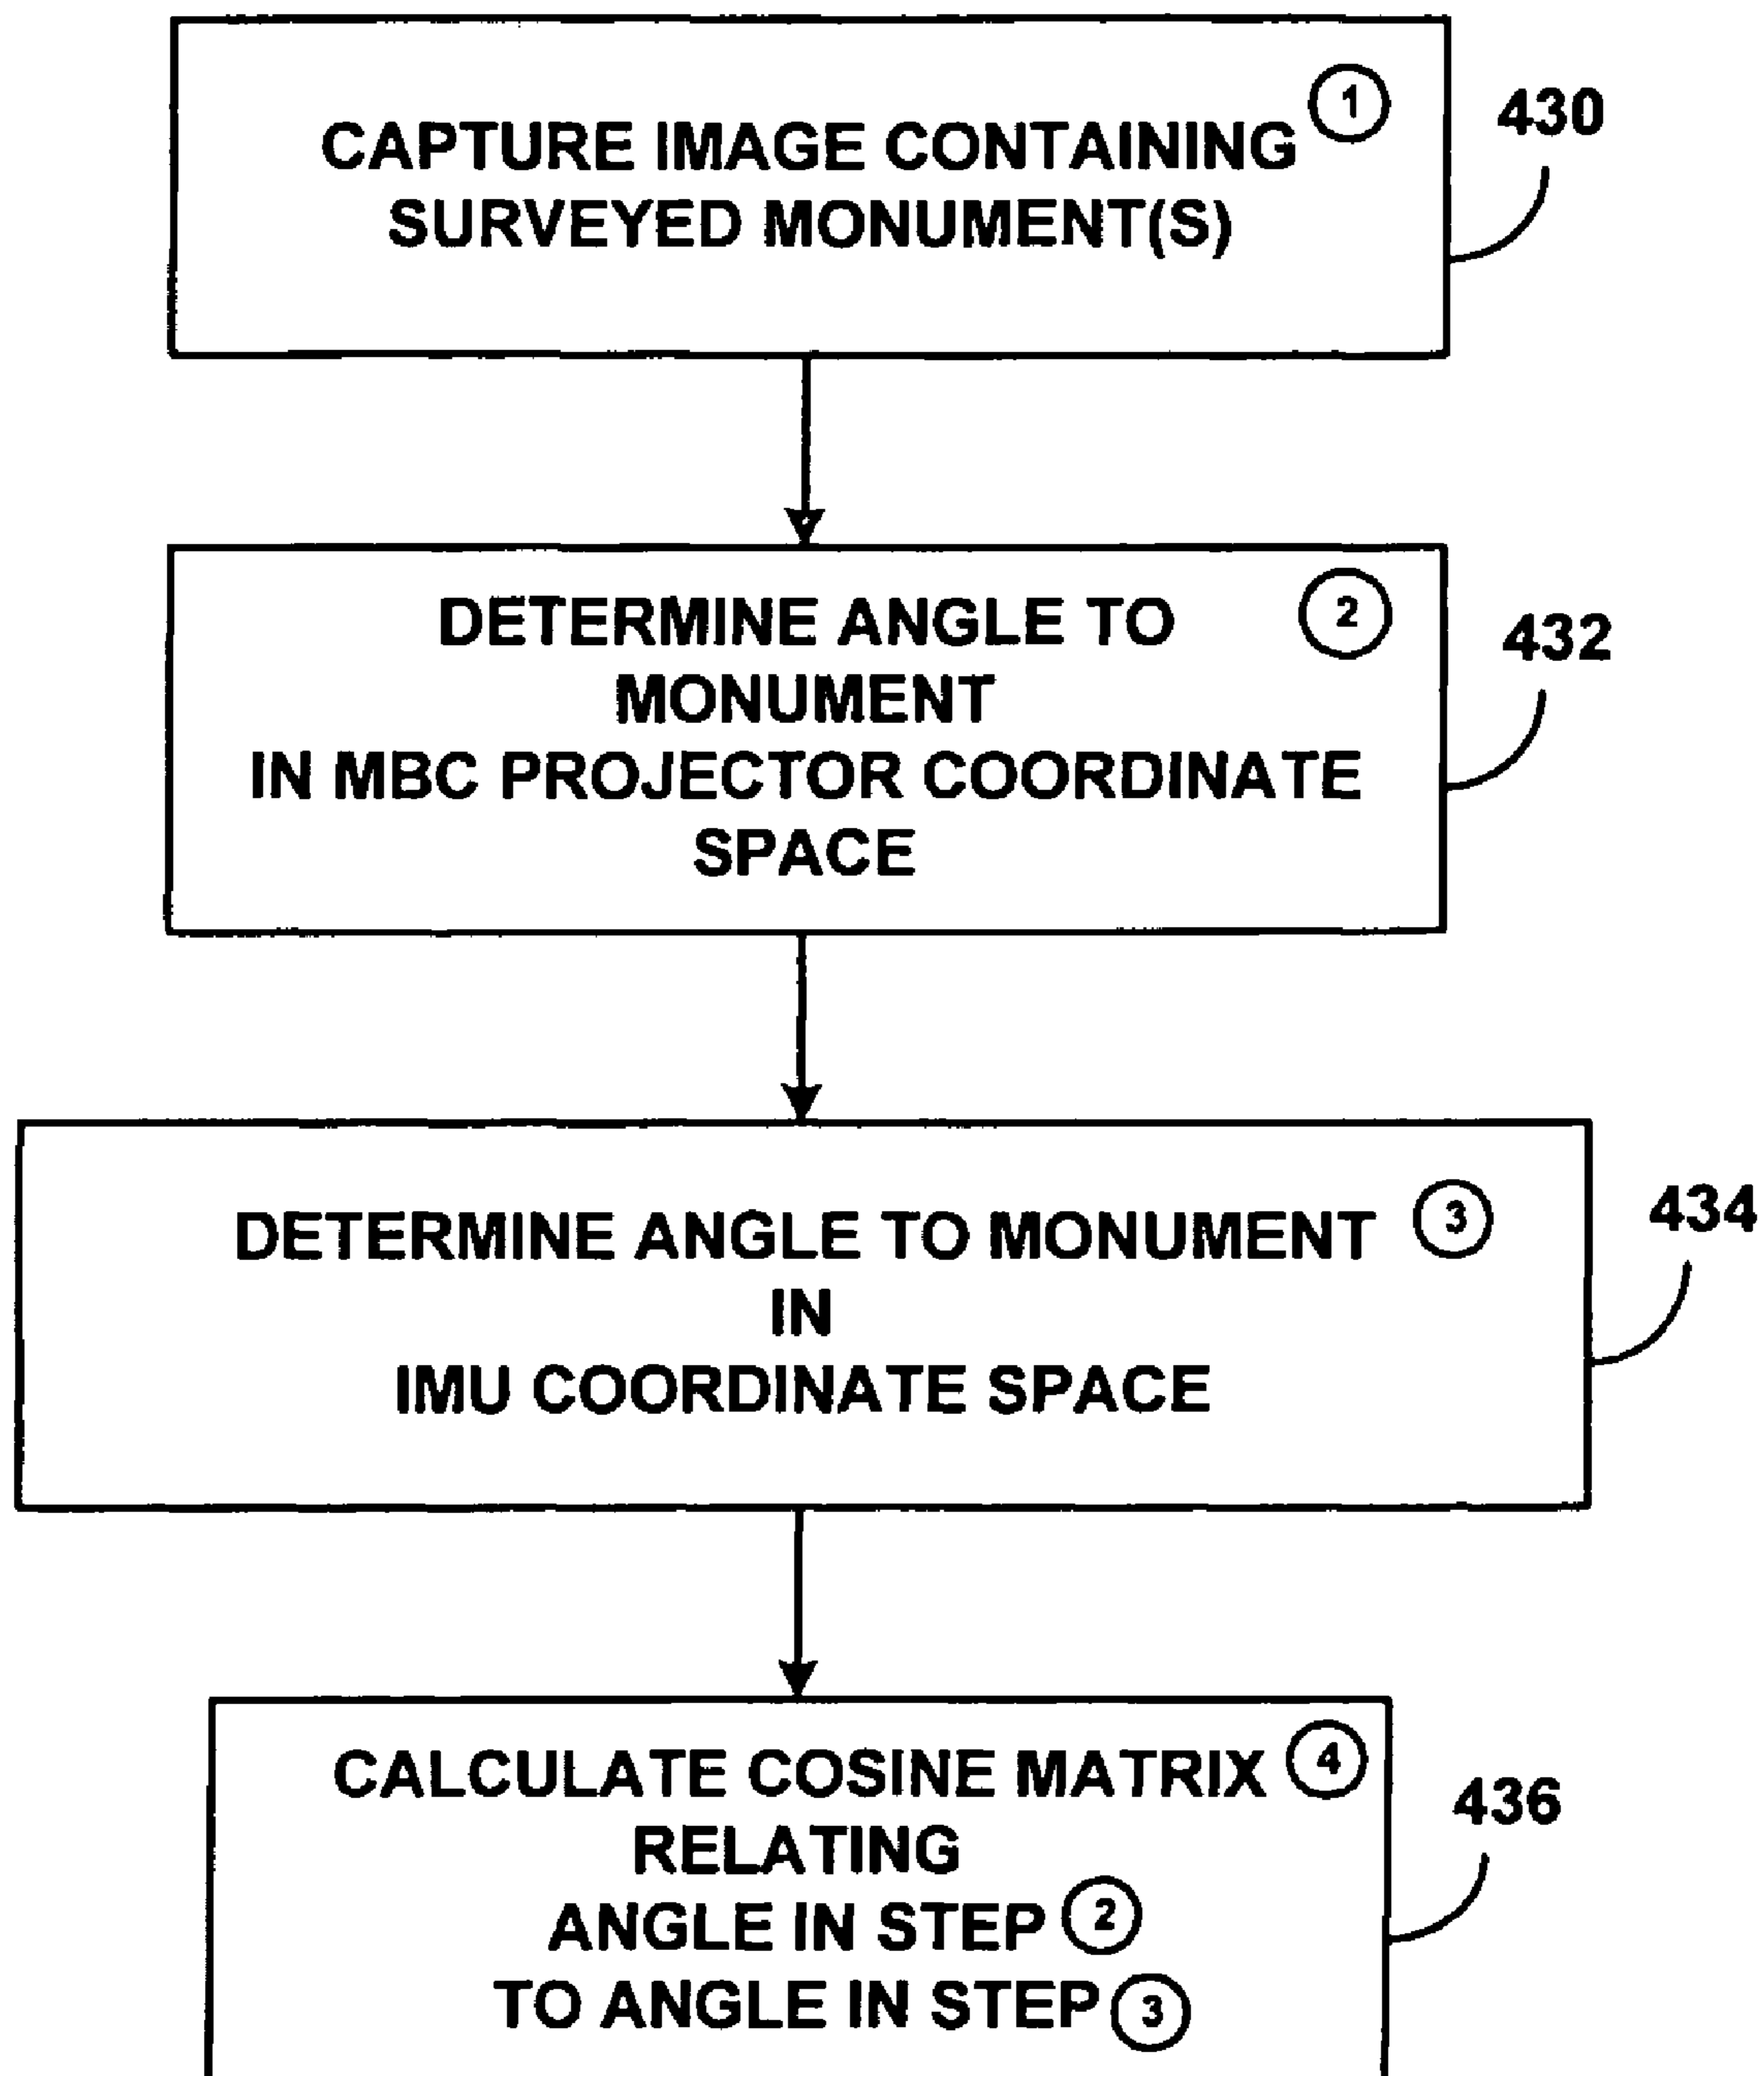 CAPTURE IMAGE CONTAINING ①
SURVEYED MONUMENT(S)
430
DETERMINE ANGLE TO ②
MONUMENT
IN MBC PROJECTOR COORDINATE
SPACE
432
DETERMINE ANGLE TO MONUMENT ③
IN
IMU COORDINATE SPACE
434
CALCULATE COSINE MATRIX ④
RELATING
ANGLE IN STEP ②
TO ANGLE IN STEP ③
436